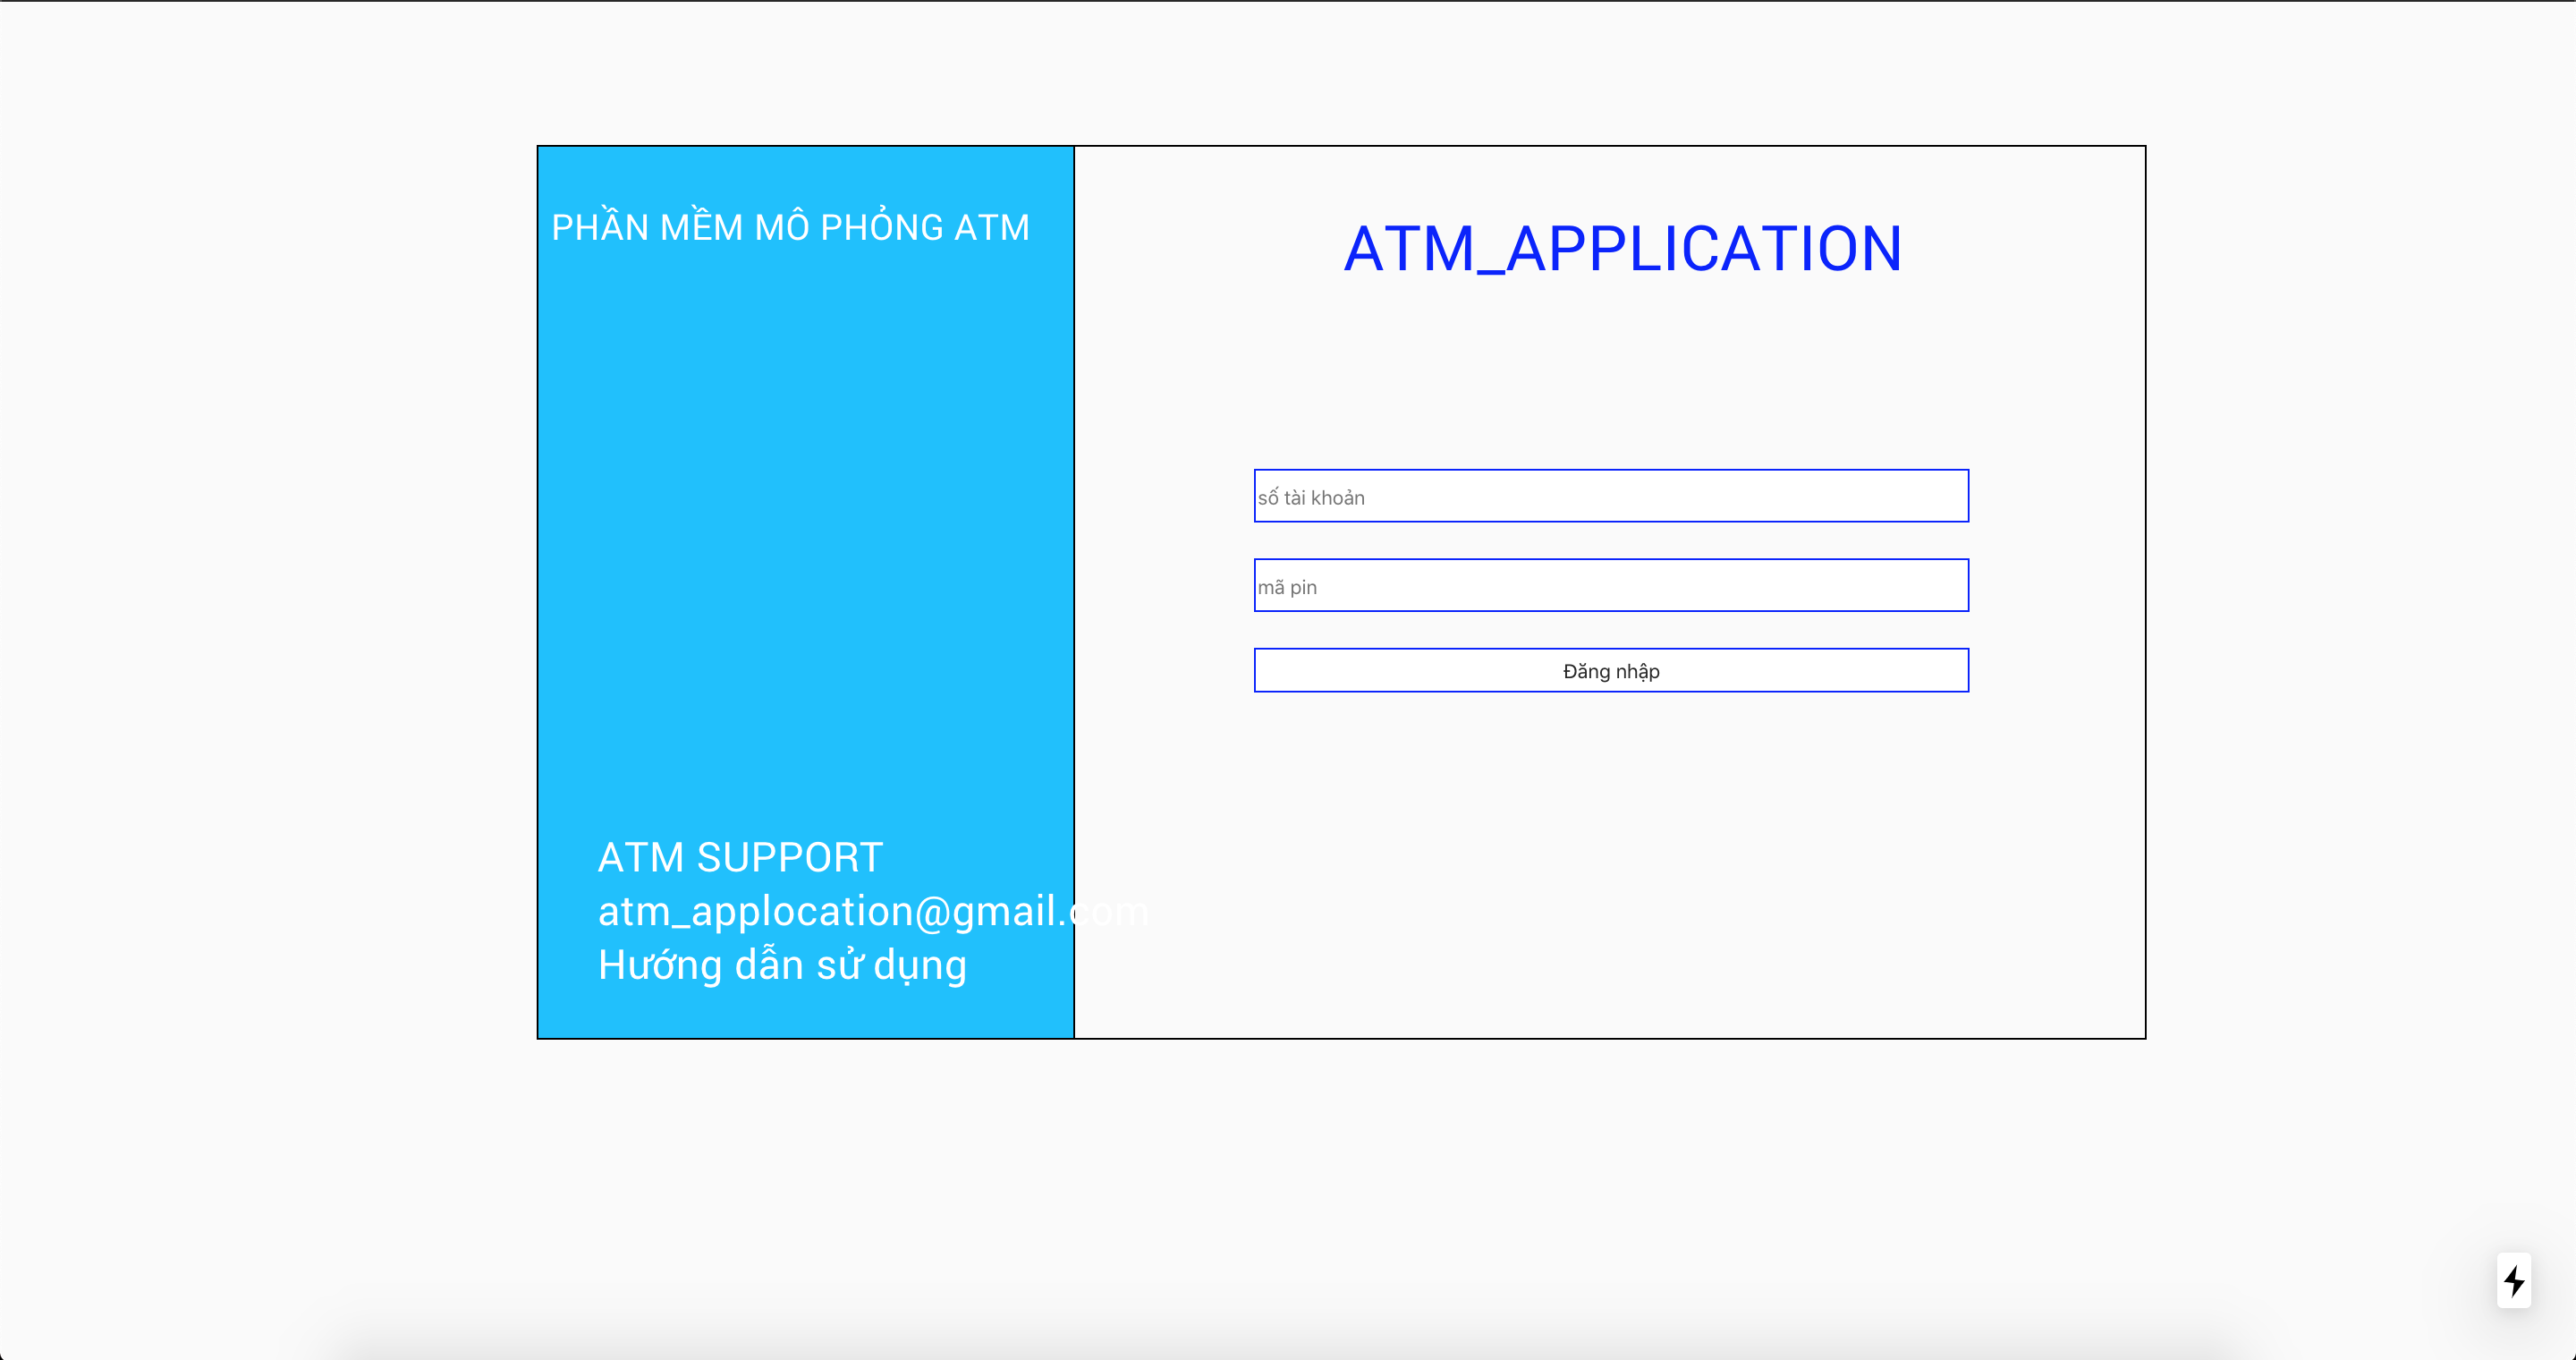 PHẦN MỀM MÔ PHỎNG ATM
ATM_APPLICATION
số tài khoản
mã pin
Đăng nhập
ATM SUPPORT
atm_applocation@gmail.com
Hướng dẫn sử dụng